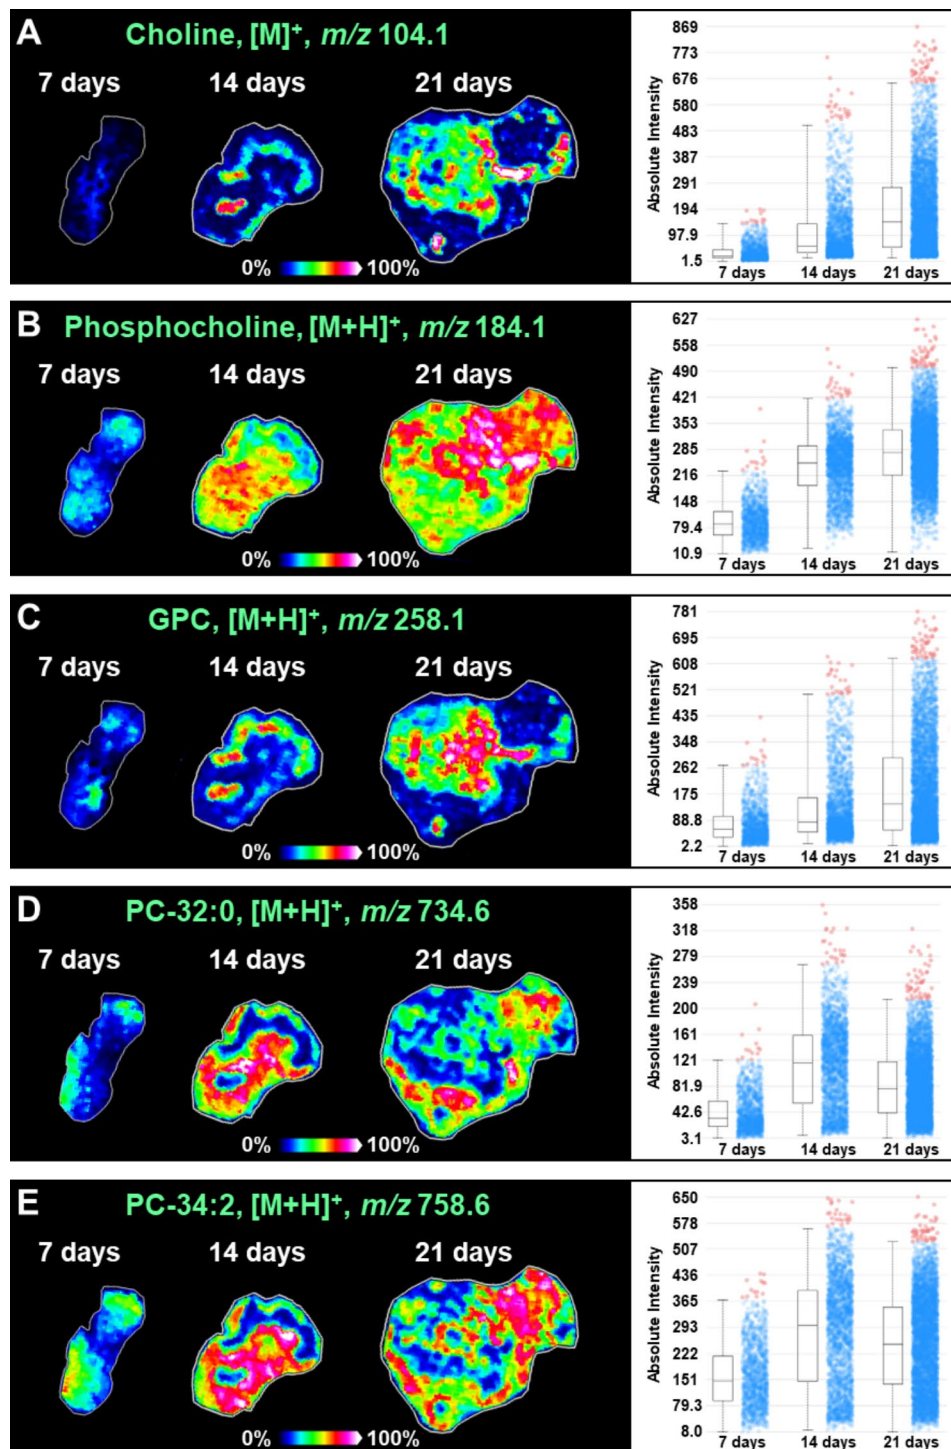 A
Choline, [M]⁺, m/z 104.1
7 days
14 days
21 days
0%
100%
Absolute Intensity
869
773
676
580
483
387
291
194
97.9
1.5
7 days
14 days
21 days
B
Phosphocholine, [M+H]⁺, m/z 184.1
7 days
14 days
21 days
0%
100%
Absolute Intensity
627
558
490
421
353
285
216
148
79.4
10.9
7 days
14 days
21 days
C
GPC, [M+H]⁺, m/z 258.1
7 days
14 days
21 days
0%
100%
Absolute Intensity
781
695
608
521
435
348
262
175
88.8
2.2
7 days
14 days
21 days
D
PC-32:0, [M+H]⁺, m/z 734.6
7 days
14 days
21 days
0%
100%
Absolute Intensity
358
318
279
239
200
161
121
81.9
42.6
3.1
7 days
14 days
21 days
E
PC-34:2, [M+H]⁺, m/z 758.6
7 days
14 days
21 days
0%
100%
Absolute Intensity
650
578
507
436
365
293
222
151
79.3
8.0
7 days
14 days
21 days